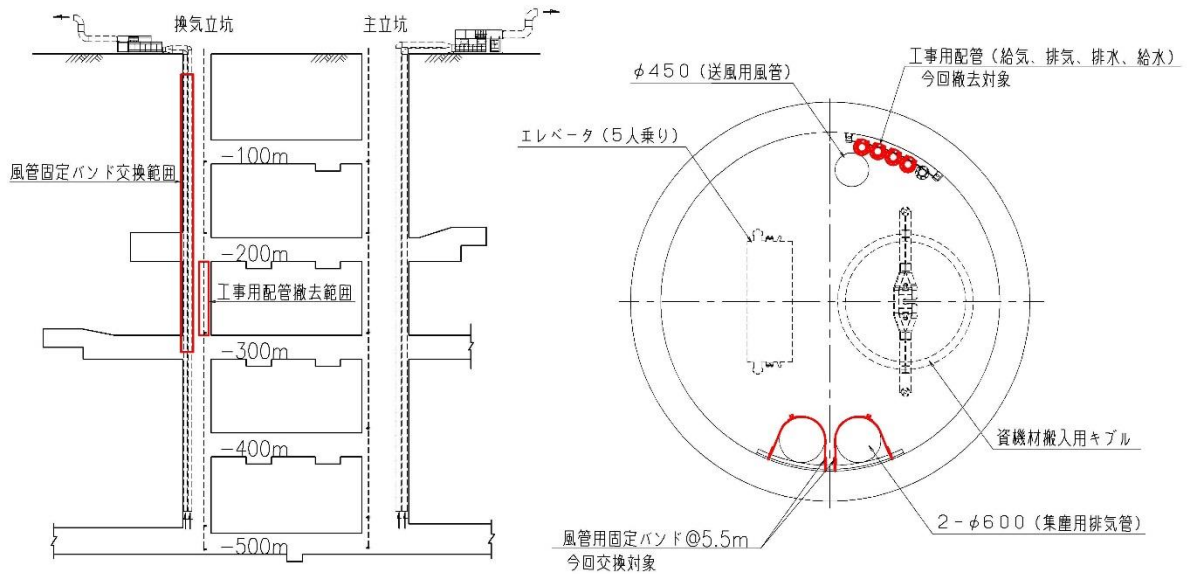 換気立坑
主立坑
風管固定バンド交換範囲
-100m
-200m
工事用配管撤去範囲
-300m
-400m
-500m
工事用配管(給気、排気、排水、給水)
今回撤去対象
φ450(送風用風管)
エレベータ(5人乗り)
資機材搬入用キブル
2-φ600(集塵用排気管)
風管用固定バンド@5.5m
今回交換対象